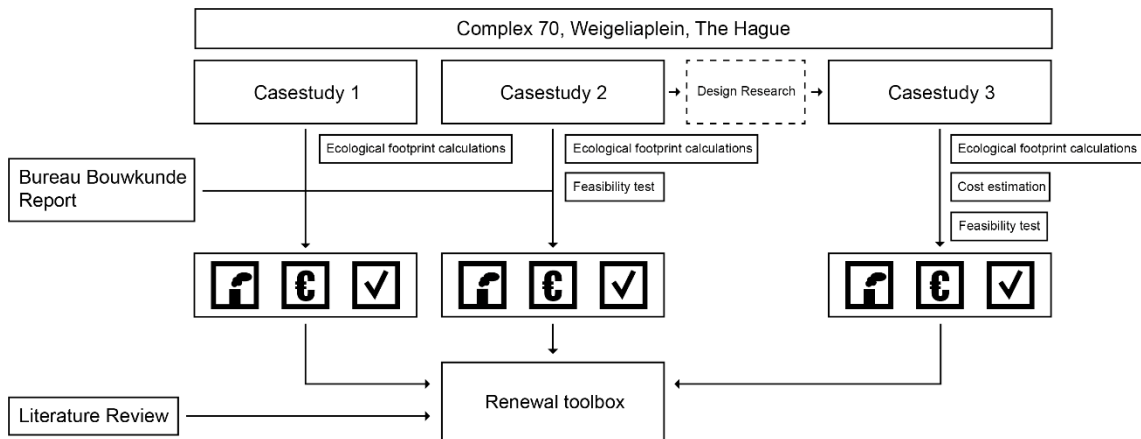 Complex 70, Weigeliaplein, The Hague
Casestudy 1
Casestudy 2
Design Research
Casestudy 3
Ecological footprint calculations
Ecological footprint calculations
Ecological footprint calculations
Bureau Bouwkunde
Report
Feasibility test
Cost estimation
Feasibility test
€
€
€
Renewal toolbox
Literature Review